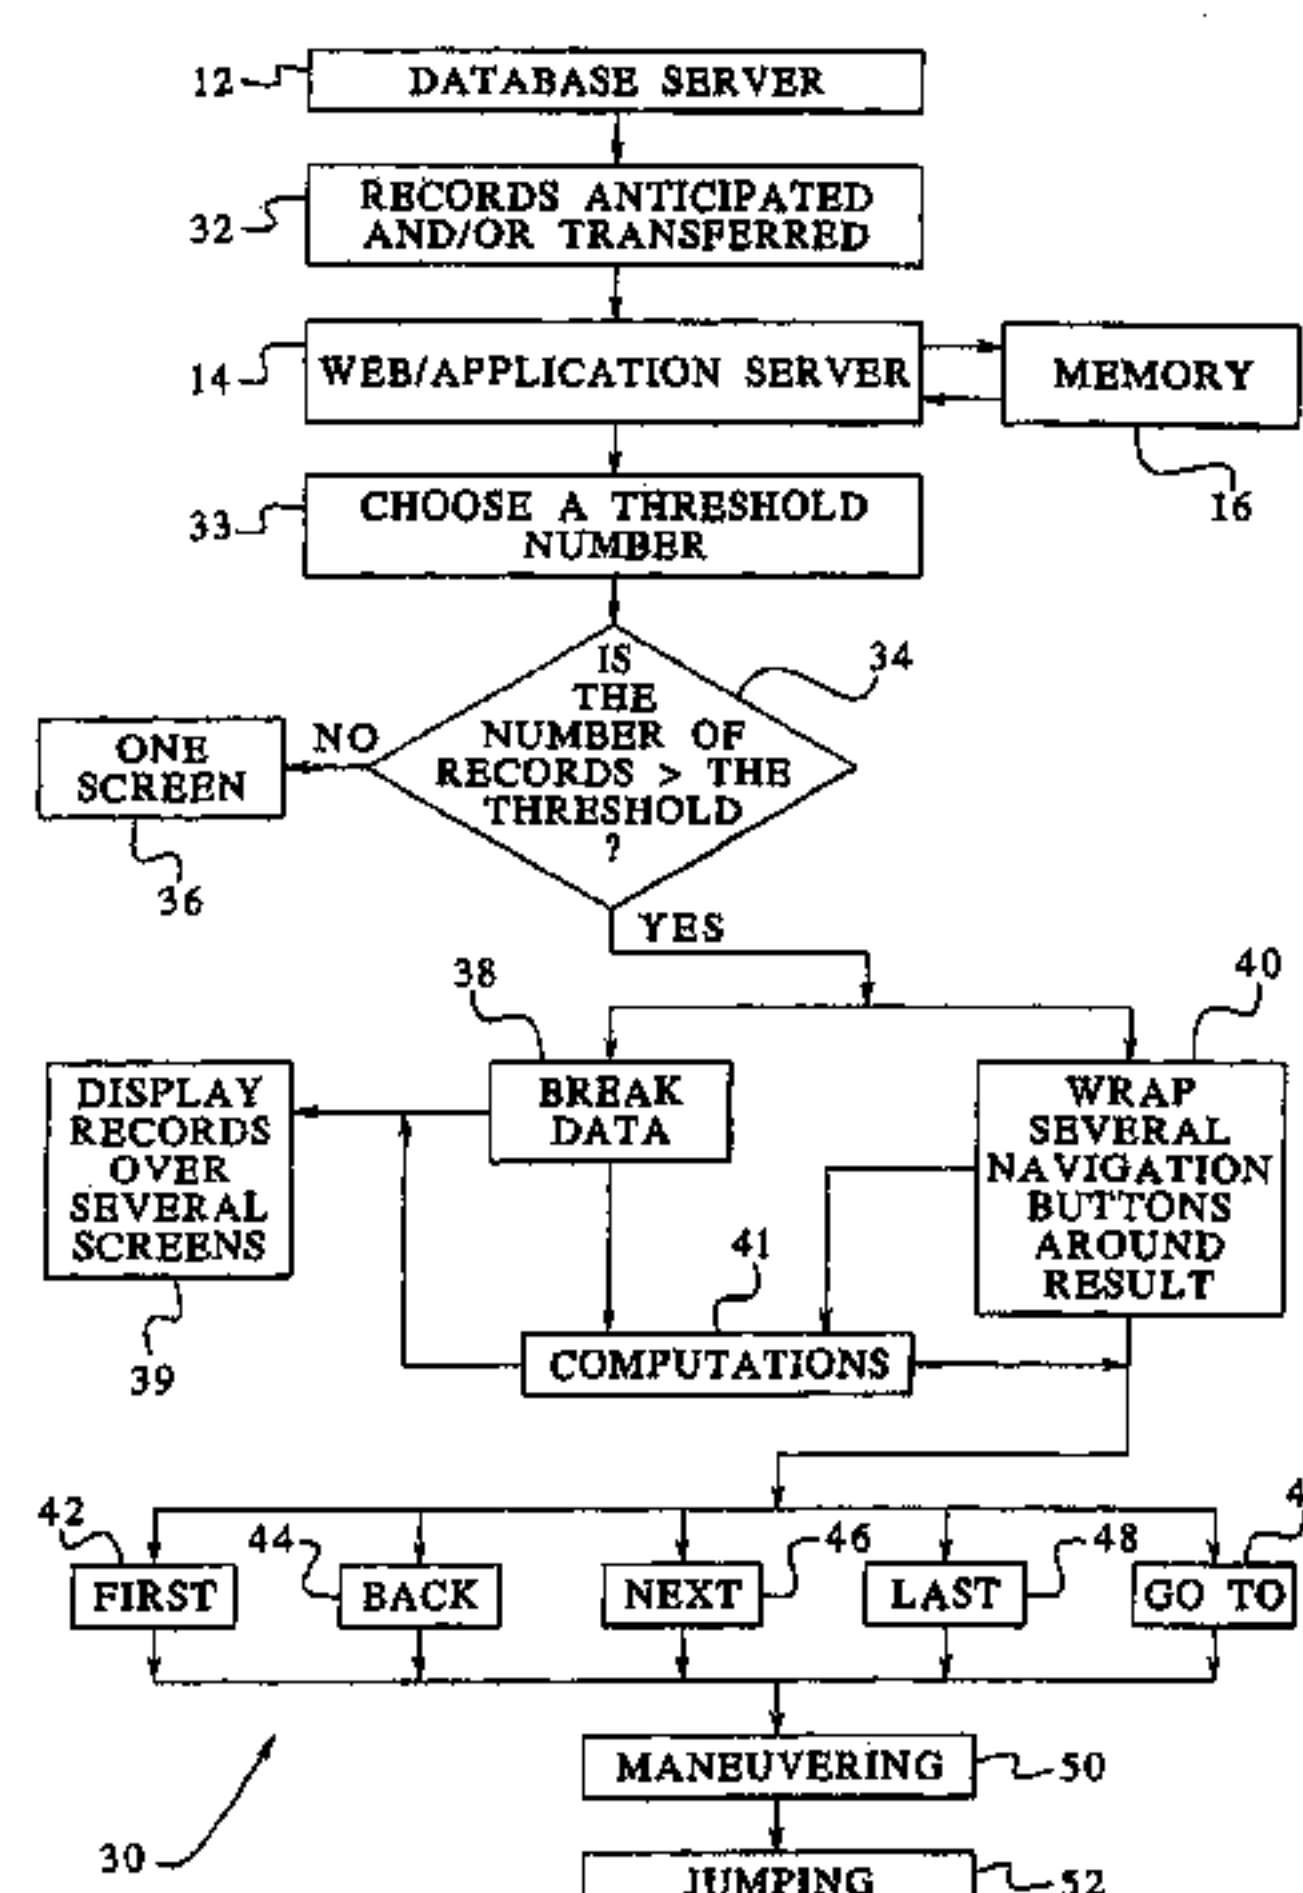 12
DATABASE SERVER
32
RECORDS ANTICIPATED
AND/OR TRANSFERRED
14
WEB/APPLICATION SERVER
MEMORY
16
33
CHOOSE A THRESHOLD
NUMBER
34
IS
THE
NUMBER OF
RECORDS > THE
THRESHOLD
?
NO
ONE
SCREEN
36
YES
38
40
DISPLAY
RECORDS
OVER
SEVERAL
SCREENS
39
BREAK
DATA
WRAP
SEVERAL
NAVIGATION
BUTTONS
AROUND
RESULT
41
COMPUTATIONS
42
FIRST
44
BACK
46
NEXT
48
LAST
GO TO
MANEUVERING
50
30
JUMPING
52